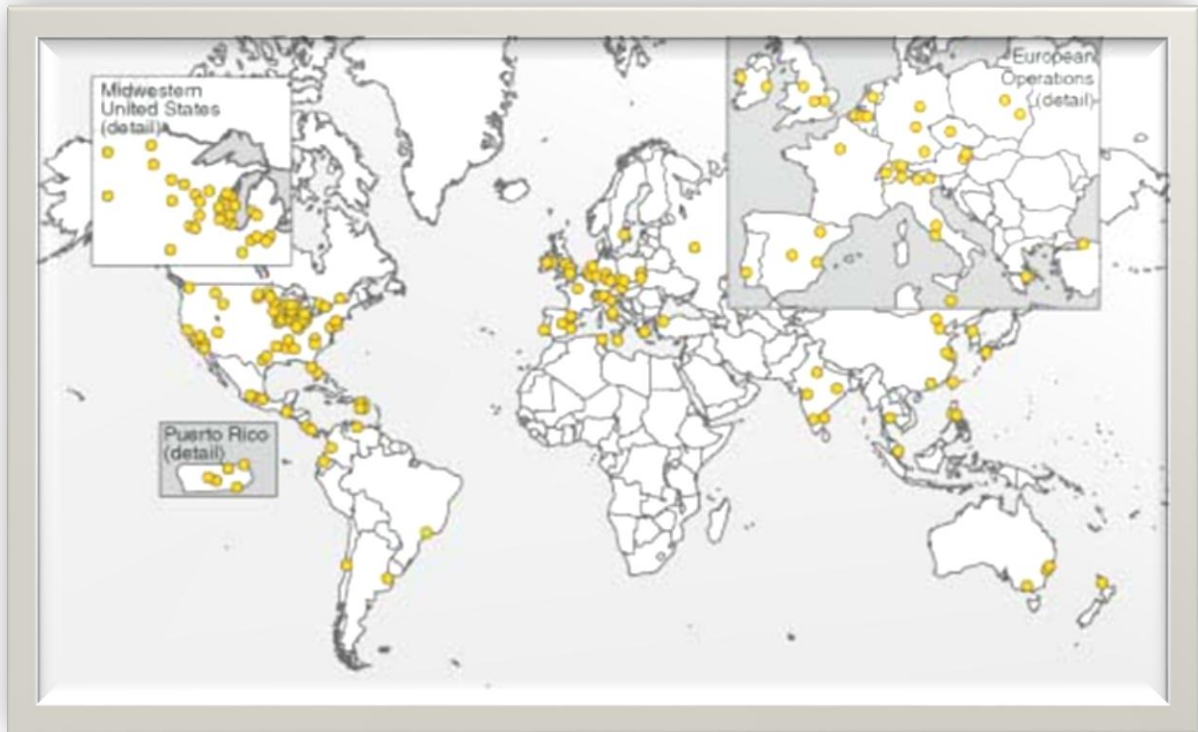 Midwestern
United States
(detail)
European
Operations
(detail)
Puerto Rico
(detail)